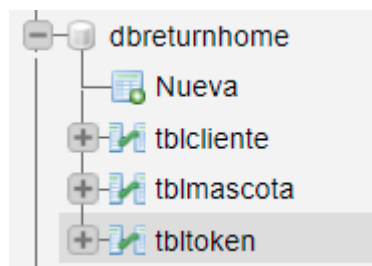 dbreturnhome
Nueva
tblcliente
tblmascota
tbltoken